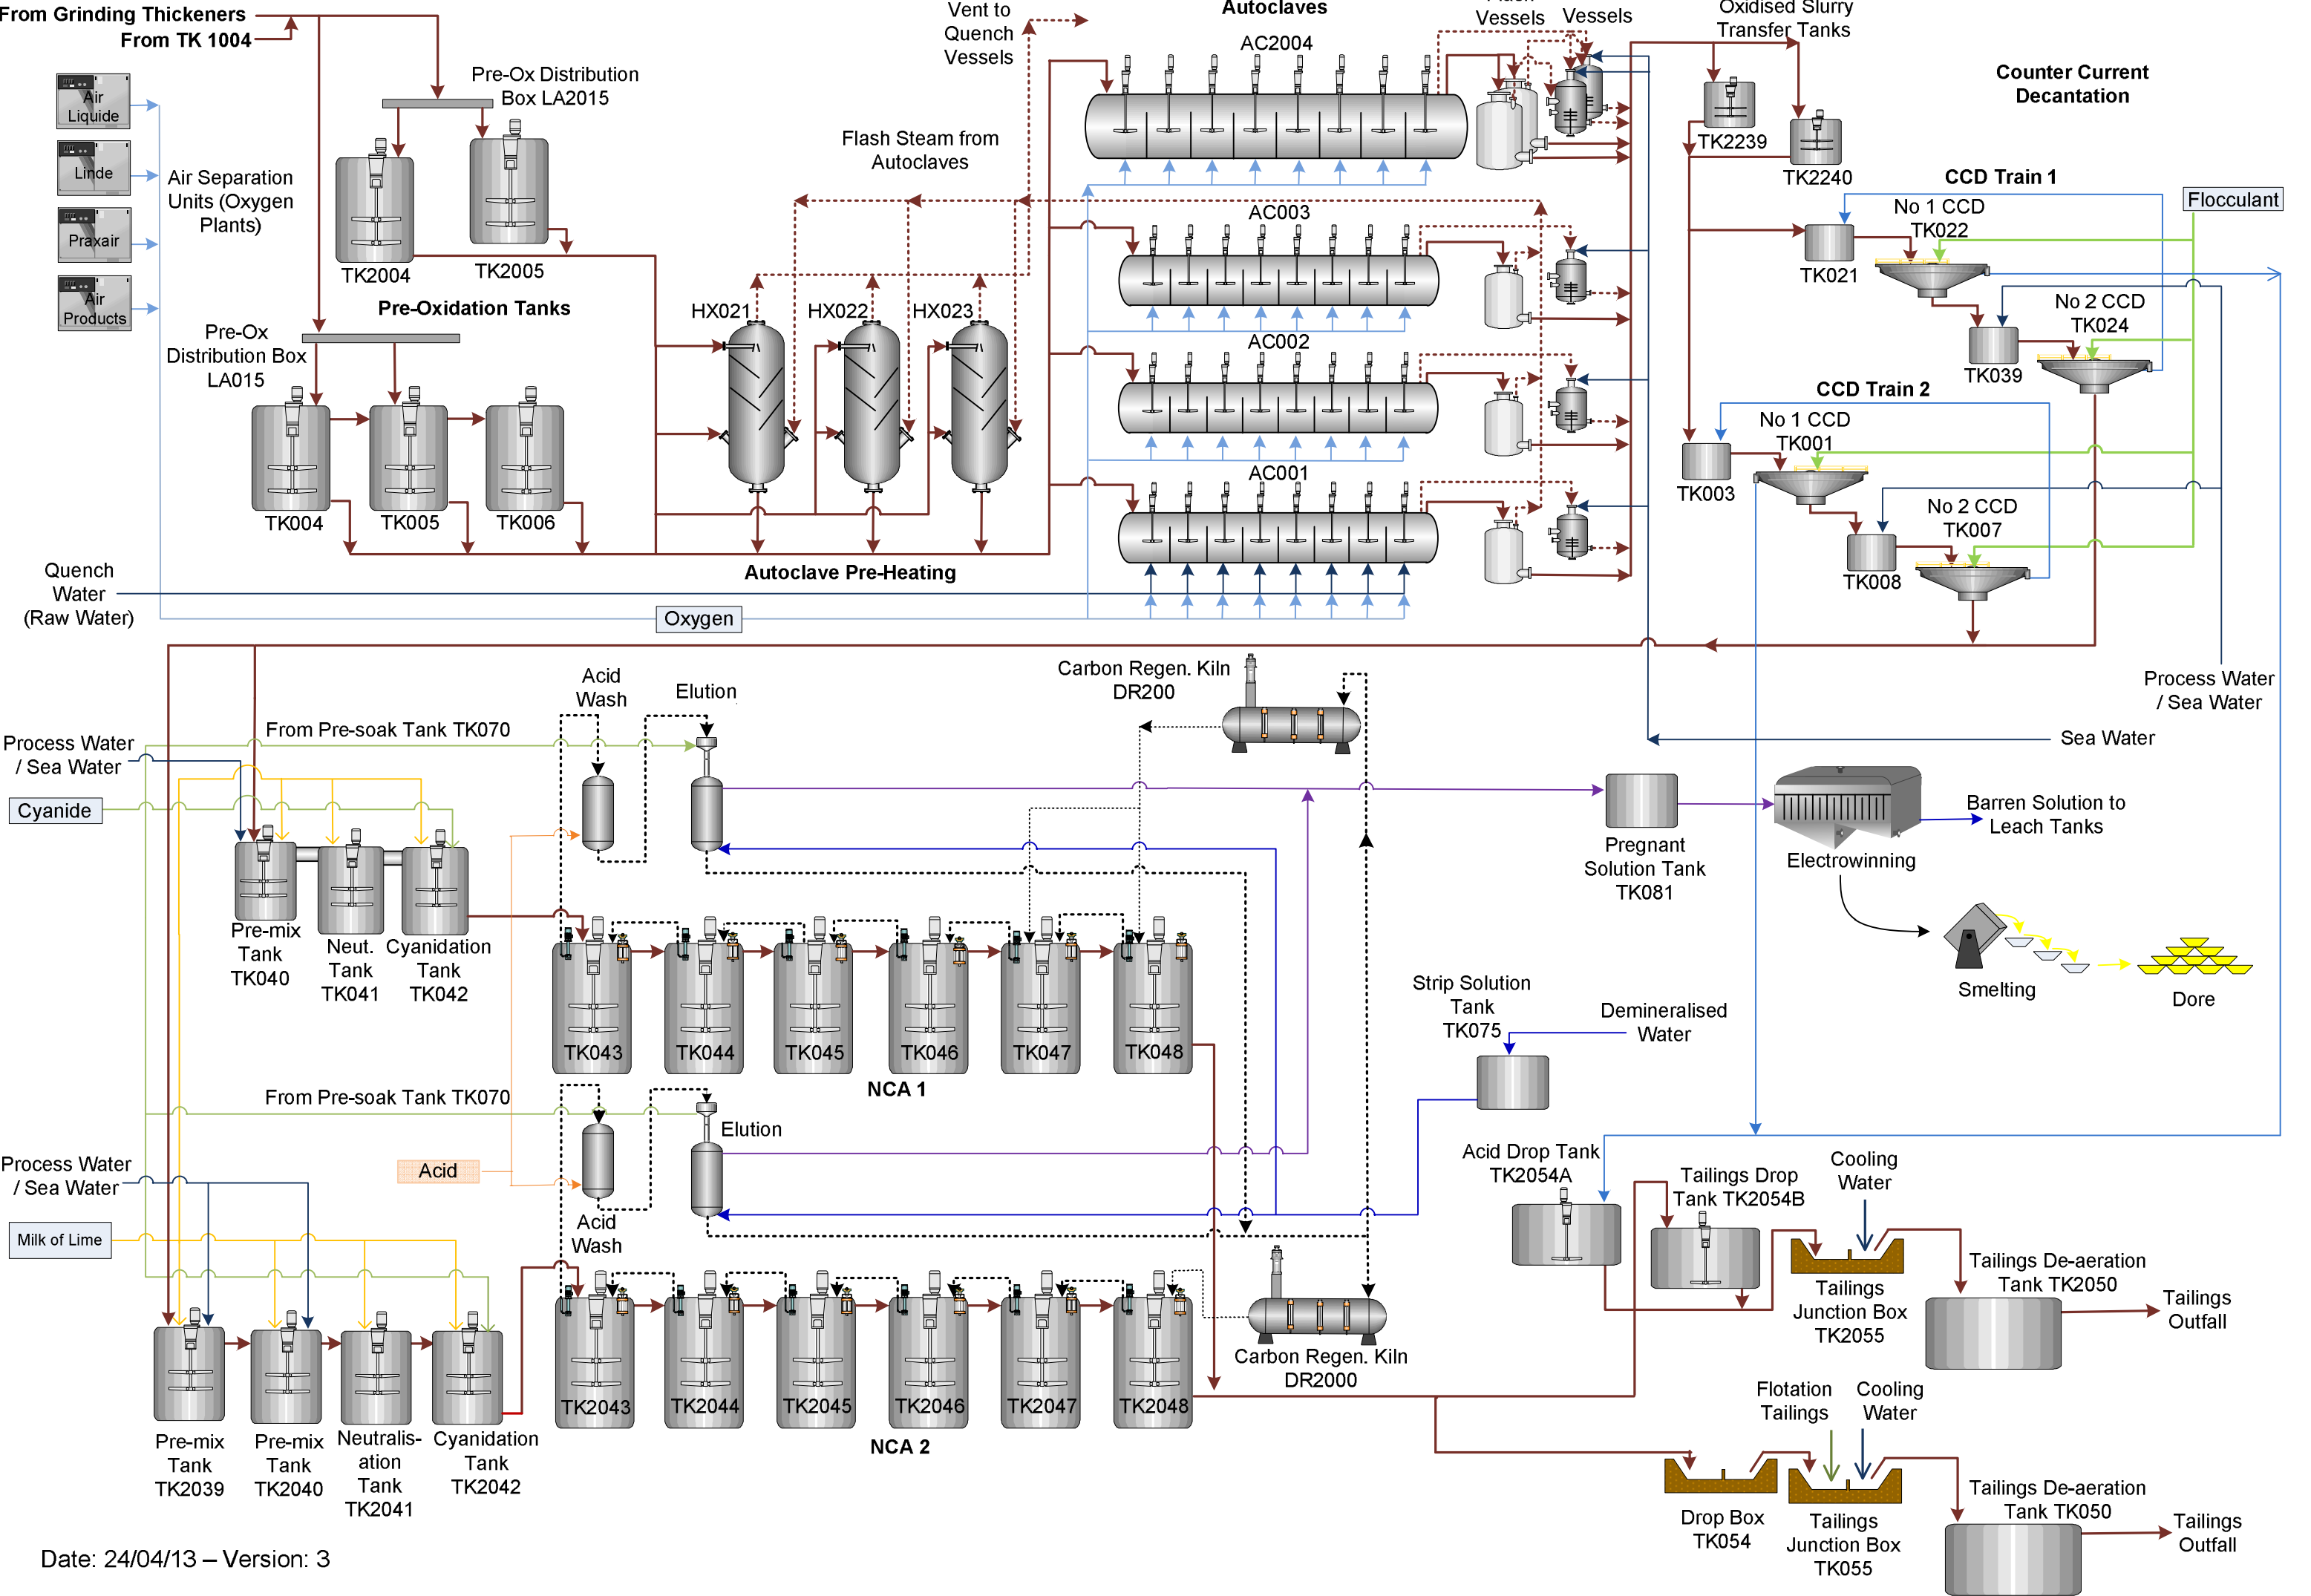 From Grinding Thickeners
From TK 1004
Air
Liquide
Linde
Praxair
Air
Products
Air Separation
Units (Oxygen
Plants)
Pre-Ox Distribution
Box LA2015
TK2004
TK2005
Pre-Oxidation Tanks
Pre-Ox
Distribution Box
LA015
TK004
TK005
TK006
Quench
Water
(Raw Water)
Oxygen
Vent to
Quench
Vessels
Flash Steam from
Autoclaves
HX021
HX022
HX023
Autoclave Pre-Heating
Autoclaves
AC2004
AC003
AC002
AC001
Vessels
Vessels
Oxidised Slurry
Transfer Tanks
TK2239
TK2240
Counter Current
Decantation
CCD Train 1
Flocculant
No 1 CCD
TK022
TK021
No 2 CCD
TK024
TK039
CCD Train 2
No 1 CCD
TK001
TK003
No 2 CCD
TK007
TK008
Process Water
/ Sea Water
Sea Water
Acid
Wash
Elution
Carbon Regen. Kiln
DR200
From Pre-soak Tank TK070
Process Water
/ Sea Water
Cyanide
Pre-mix
Tank
TK040
Neut.
Tank
TK041
Cyanidation
Tank
TK042
TK043
TK044
TK045
TK046
TK047
TK048
NCA 1
Pregnant
Solution Tank
TK081
Electrowinning
Barren Solution to
Leach Tanks
Smelting
Dore
Strip Solution
Tank
TK075
Demineralised
Water
From Pre-soak Tank TK070
Elution
Acid
Acid
Wash
Process Water
/ Sea Water
Milk of Lime
Pre-mix
Tank
TK2039
Pre-mix
Tank
TK2040
Neutralis-
ation
Tank
TK2041
Cyanidation
Tank
TK2042
TK2043
TK2044
TK2045
TK2046
TK2047
TK2048
NCA 2
Carbon Regen. Kiln
DR2000
Acid Drop Tank
TK2054A
Tailings Drop
Tank TK2054B
Cooling
Water
Tailings
Junction Box
TK2055
Tailings De-aeration
Tank TK2050
Tailings
Outfall
Flotation
Tailings
Cooling
Water
Drop Box
TK054
Tailings
Junction Box
TK055
Tailings De-aeration
Tank TK050
Tailings
Outfall
Date: 24/04/13 – Version: 3